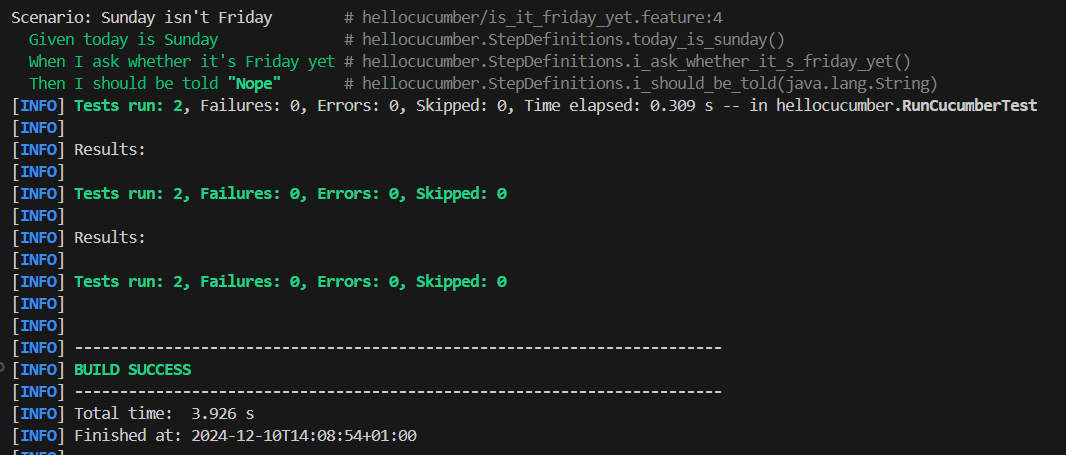 Scenario: Sunday isn't Friday        # hellocucumber/is_it_friday_yet.feature:4
  Given today is Sunday              # hellocucumber.StepDefinitions.today_is_sunday()
  When I ask whether it's Friday yet # hellocucumber.StepDefinitions.i_ask_whether_it_s_friday_yet()
  Then I should be told "Nope"       # hellocucumber.StepDefinitions.i_should_be_told(java.lang.String)
[INFO] Tests run: 2, Failures: 0, Errors: 0, Skipped: 0, Time elapsed: 0.309 s -- in hellocucumber.RunCucumberTest
[INFO]
[INFO] Results:
[INFO]
[INFO] Tests run: 2, Failures: 0, Errors: 0, Skipped: 0
[INFO]
[INFO] Results:
[INFO]
[INFO] Tests run: 2, Failures: 0, Errors: 0, Skipped: 0
[INFO]
[INFO]
[INFO] ------------------------------------------------------------------------
[INFO] BUILD SUCCESS
[INFO] ------------------------------------------------------------------------
[INFO] Total time:  3.926 s
[INFO] Finished at: 2024-12-10T14:08:54+01:00